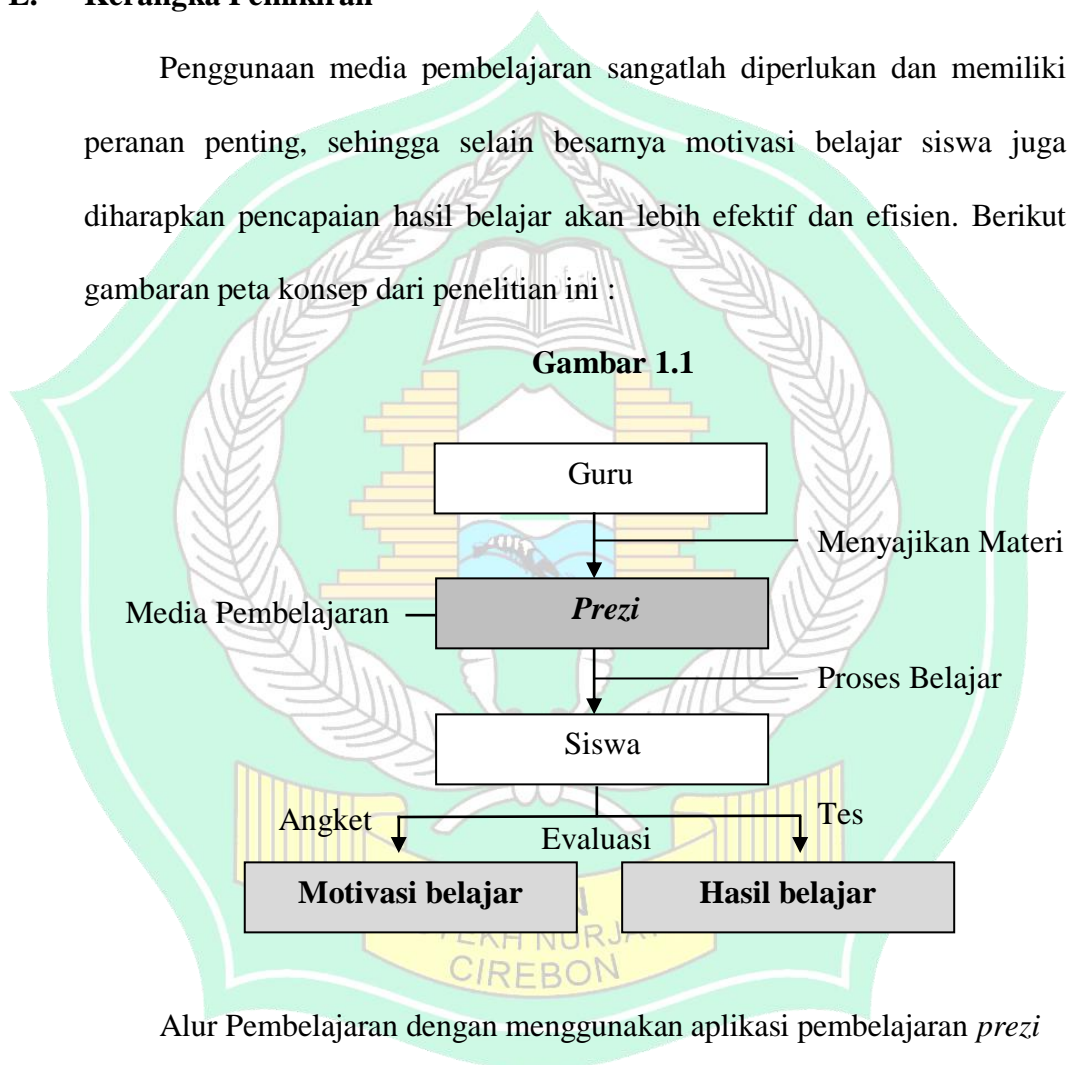 Kerangka Pemikiran
Penggunaan media pembelajaran sangatlah diperlukan dan memiliki
peranan penting, sehingga selain besarnya motivasi belajar siswa juga
diharapkan pencapaian hasil belajar akan lebih efektif dan efisien. Berikut
gambaran peta konsep dari penelitian ini :
Gambar 1.1
Guru
Menyajikan Materi
Media Pembelajaran
Prezi
Proses Belajar
Siswa
Angket
Evaluasi
Tes
Motivasi belajar
Hasil belajar
CIREBON
Alur Pembelajaran dengan menggunakan aplikasi pembelajaran prezi